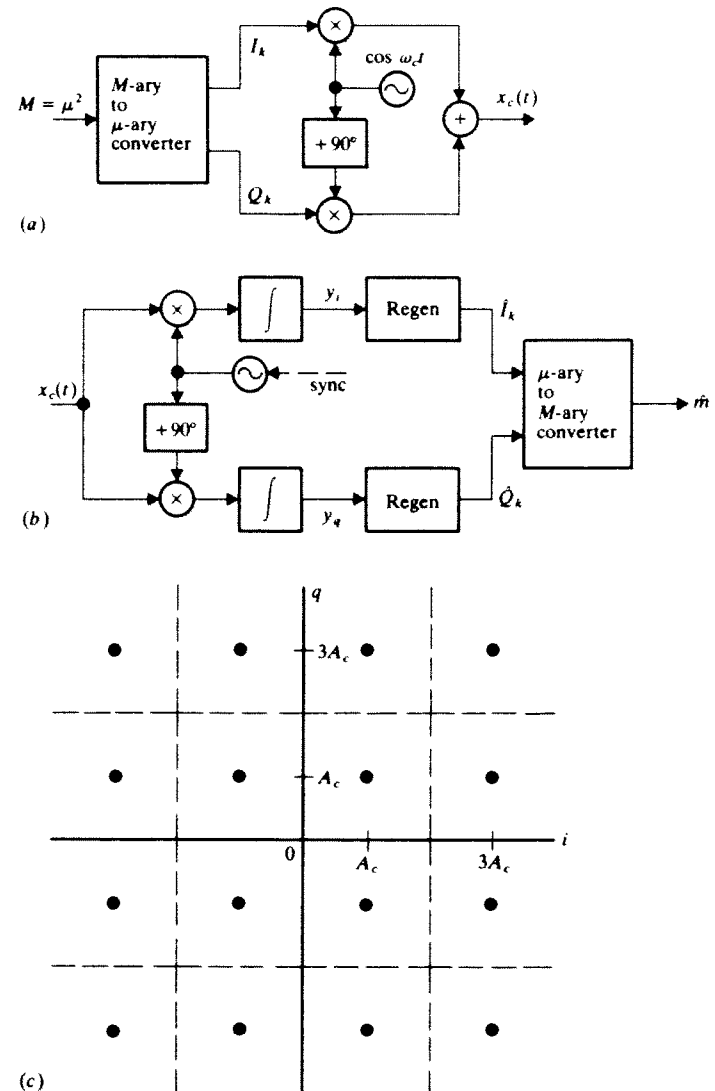 I_k
cos ω_c t
M = μ²
M-ary
to
μ-ary
converter
x_c(t)
+ 90°
Q_k
(a)
y_i
∫
Regen
Î_k
x_c(t)
sync
μ-ary
to
M-ary
converter
m̂
+ 90°
∫
y_q
Regen
Q̂_k
(b)
q
3A_c
A_c
0
A_c
3A_c
i
(c)